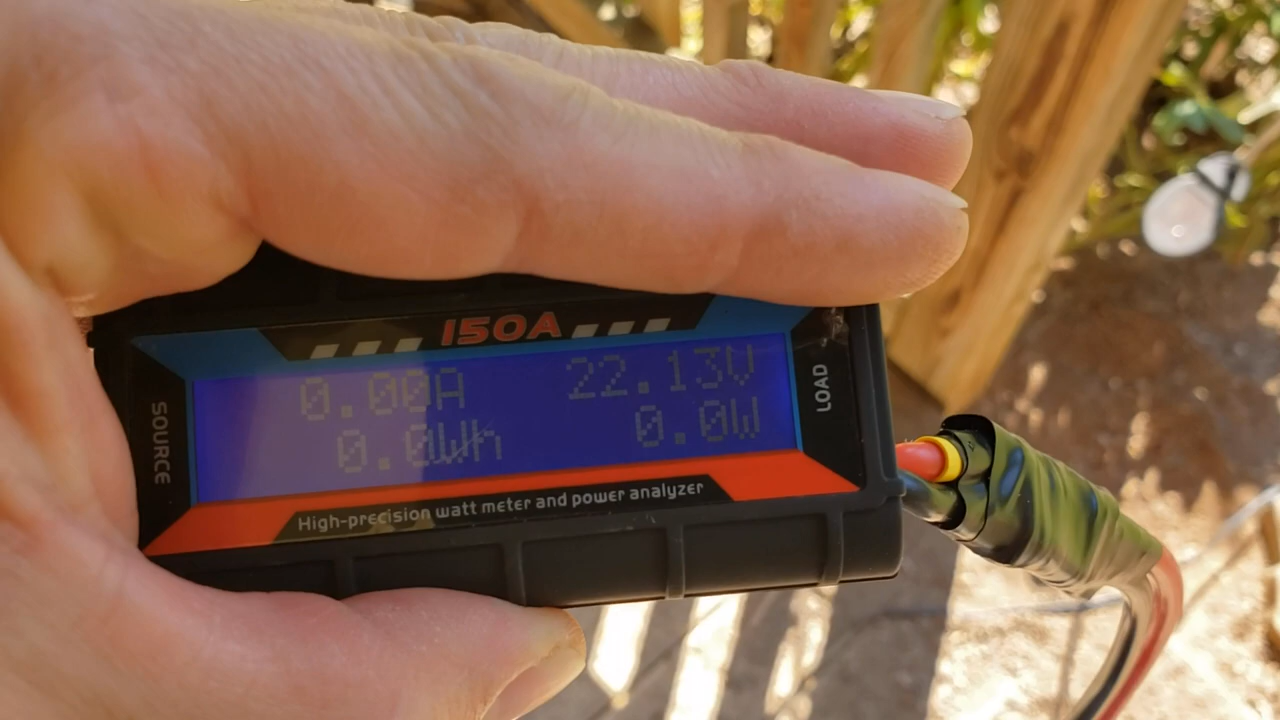 150A
SOURCE
0.00A 22.13V
0.0Wh 0.0W
LOAD
High-precision watt meter and power analyzer